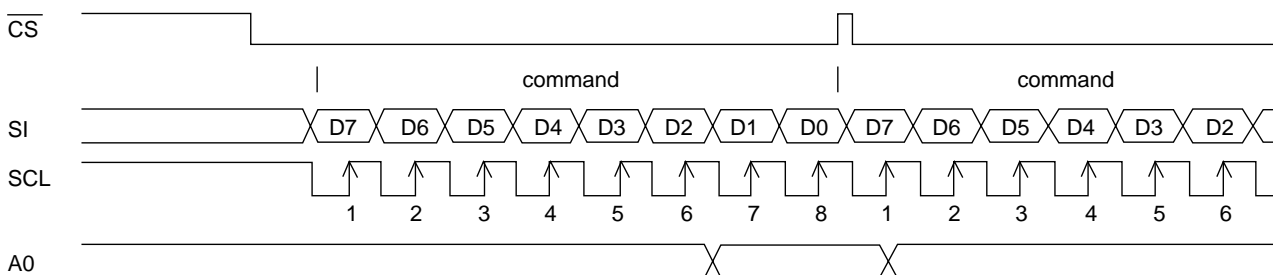 CS
| command | command
SI D7 D6 D5 D4 D3 D2 D1 D0 D7 D6 D5 D4 D3 D2
SCL
1 2 3 4 5 6 7 8 1 2 3 4 5 6
A0